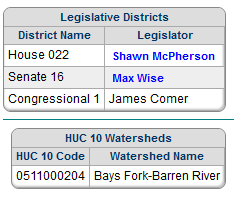 Legislative Districts
District Name Legislator
House 022 Shawn McPherson
Senate 16 Max Wise
Congressional 1 James Comer
HUC 10 Watersheds
HUC 10 Code Watershed Name
0511000204 Bays Fork-Barren River